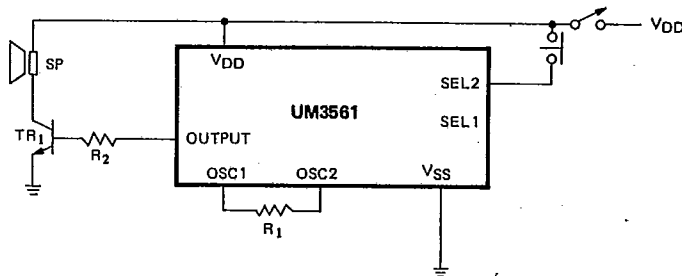 VDD
SP
VDD
SEL2
UM3561
SEL1
TR1
OUTPUT
R2
OSC1
OSC2
VSS
R1